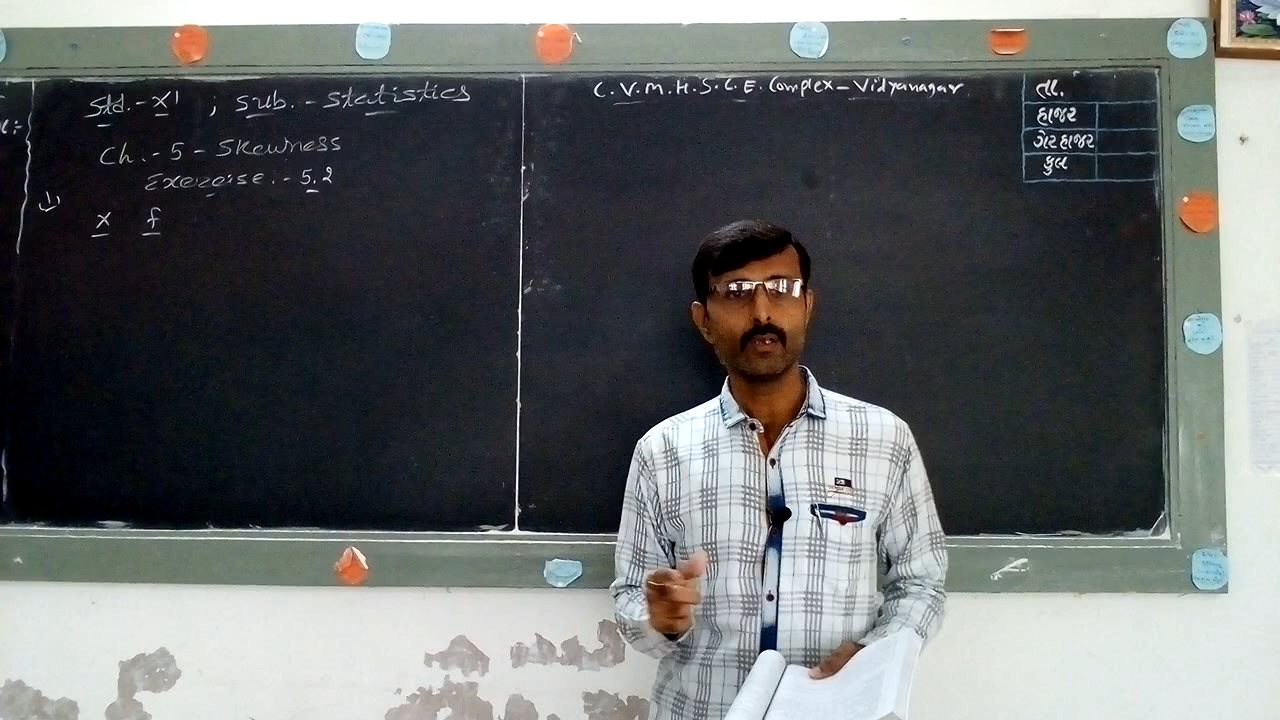 Std.-XI ; Sub.-Statistics
Ch.-5-Skewness
Exercise.-5.2
1
x f
C.V.M.H.S.C.E. Complex-Vidyanagar
તા.
હાજર
ગેરહાજર
કુલ